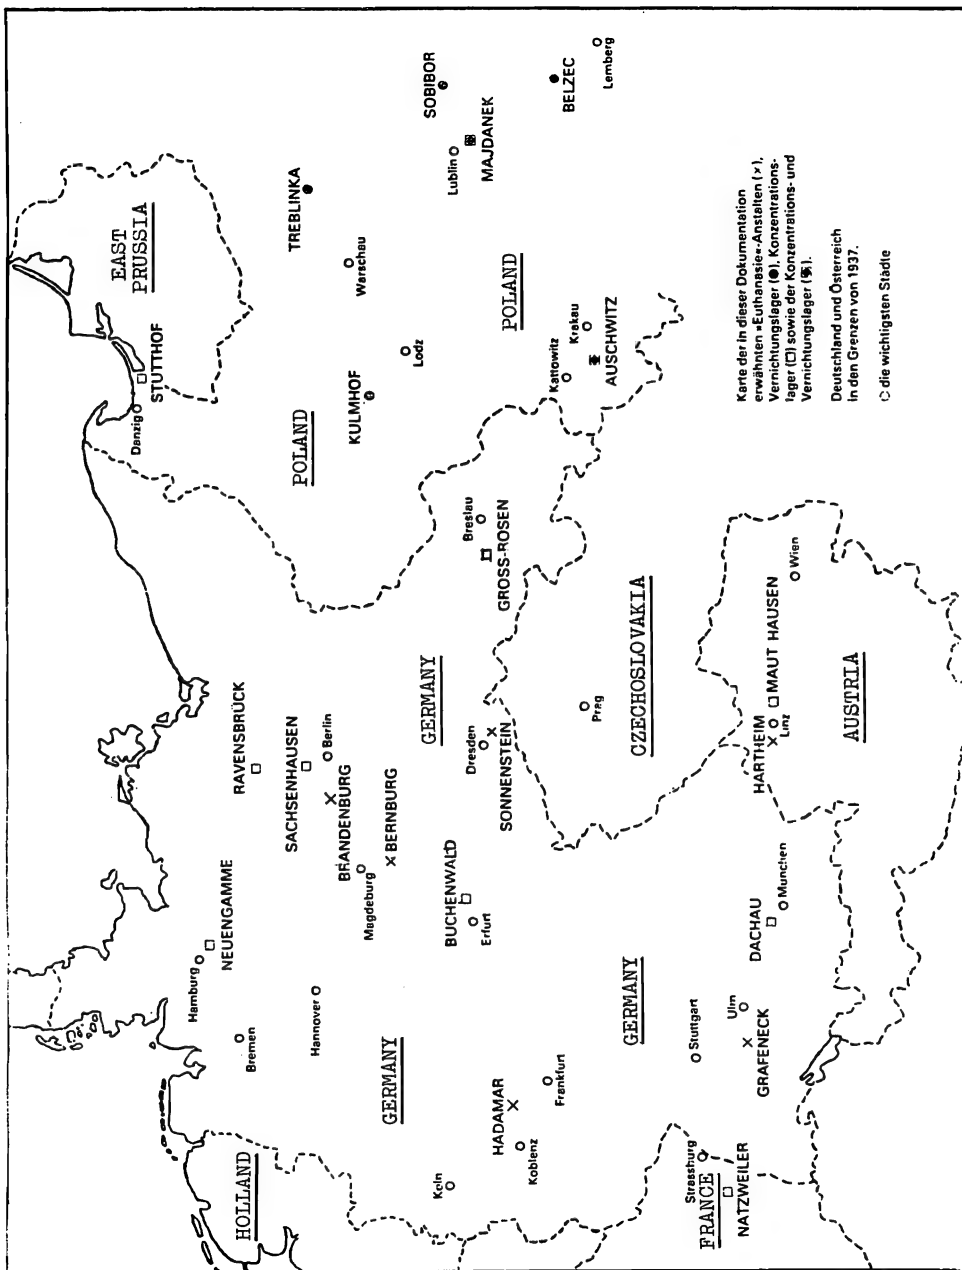 EAST
PRUSSIA
STUTTHOF
Danzig
TREBLINKA
Warschau
SOBIBOR
Lublin
MAJDANEK
BELZEC
Lemberg
POLAND
POLAND
Lodz
KULMHOF
Krakau
Kattowitz
AUSCHWITZ
Breslau
GROSS-ROSEN
HOLLAND
Bremen
Hamburg
NEUENGAMME
RAVENSBRÜCK
SACHSENHAUSEN
Berlin
BRANDENBURG
Magdeburg
BERNBURG
Hannover
GERMANY
GERMANY
Dresden
SONNENSTEIN
BUCHENWALD
Erfurt
Köln
HADAMAR
Koblenz
Frankfurt
GERMANY
CZECHOSLOVAKIA
Prag
Strassburg
FRANCE
NATZWEILER
Stuttgart
Ulm
GRAFENECK
DACHAU
München
HARTHEIM
Linz
MAUT HAUSEN
Wien
AUSTRIA
Karte der in dieser Dokumentation
erwähnten »Euthanasie«-Anstalten (×),
Vernichtungslager (●), Konzentrations-
lager (□) sowie der Konzentrations- und
Vernichtungslager (▣).
Deutschland und Österreich
in den Grenzen von 1937.
○ die wichtigsten Städte